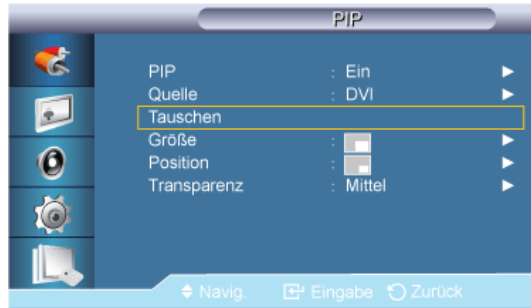 PIP
PIP : Ein
Quelle : DVI
Tauschen
Größe :
Position :
Transparenz : Mittel
Navig. Eingabe Zurück